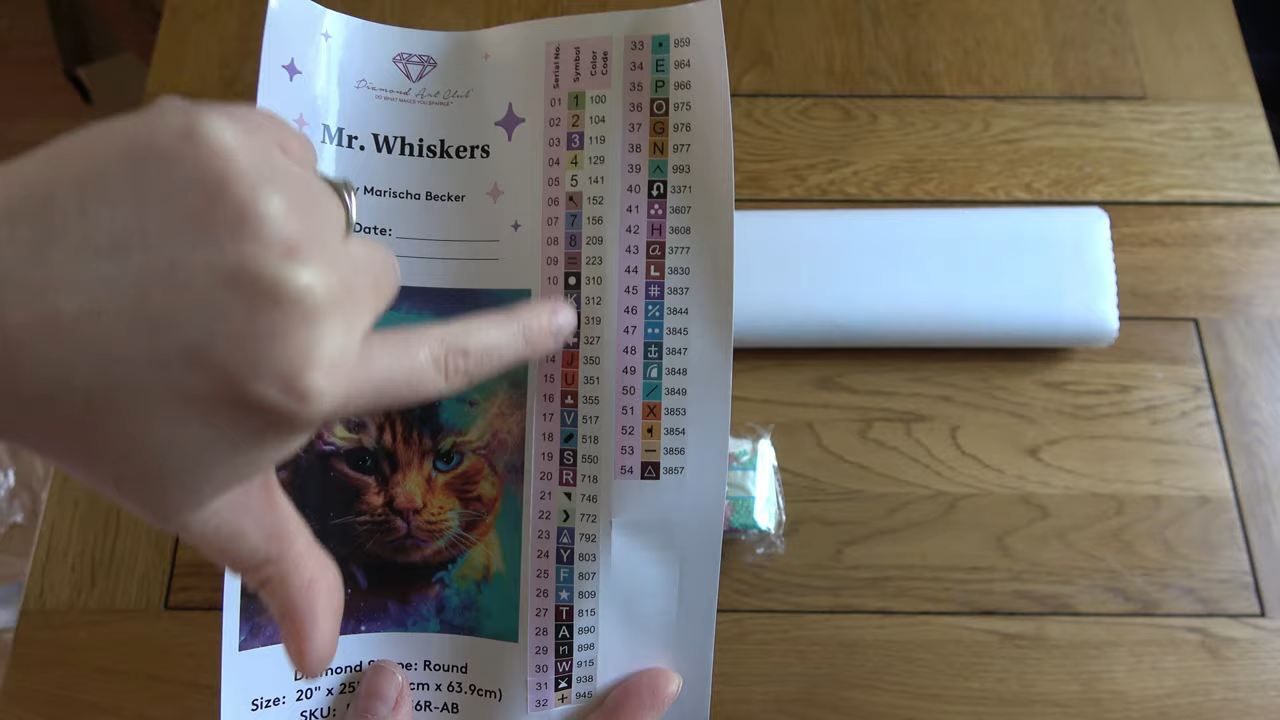 Diamond Art Club
DO WHAT MAKES YOU SPARKLE™
Mr. Whiskers
Marischa Becker
Date:
Diamond Shape: Round
Size: 20" x 25" cm x 63.9cm)
SKU: 6R-AB
Serial No. Symbol Color Code
01 1 100
02 2 104
03 3 119
04 4 129
05 5 141
06 152
07 7 156
08 8 209
09 = 223
10 ● 310
K 312
319
327
14 J 350
15 U 351
16 355
17 V 517
18 518
19 S 550
20 R 718
21 746
22 772
23 792
24 Y 803
25 F 807
26 ★ 809
27 T 815
28 A 890
29 n 898
30 W 915
31 938
32 + 945
33 ▪ 959
34 E 964
35 P 966
36 O 975
37 G 976
38 N 977
39 ^ 993
40 3371
41 3607
42 H 3608
43 a 3777
44 L 3830
45 # 3837
46 3844
47 •• 3845
48 ⚓ 3847
49 3848
50 / 3849
51 X 3853
52 3854
53 — 3856
54 △ 3857